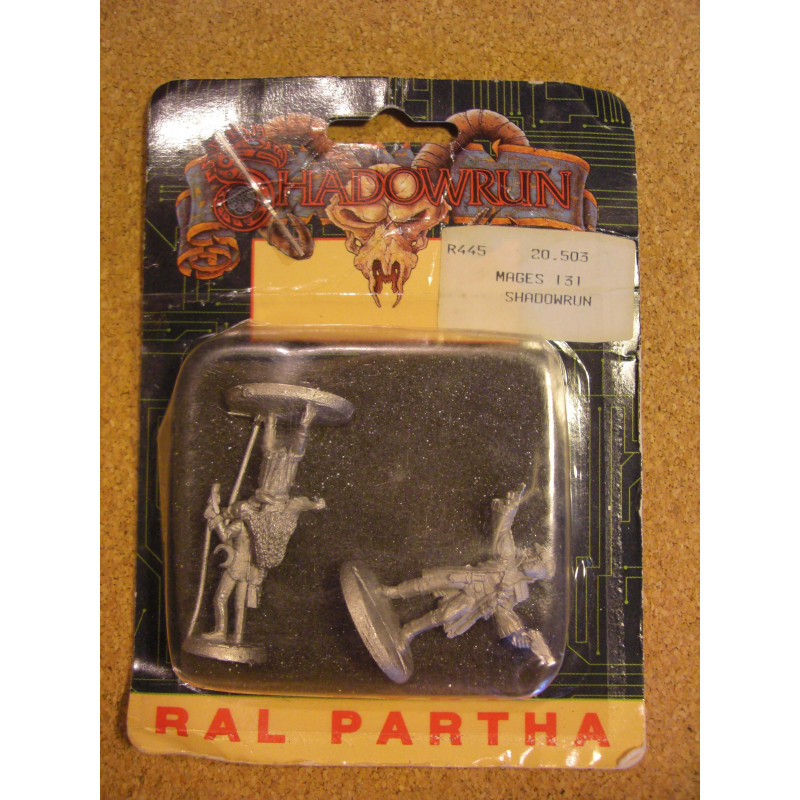 SHADOWRUN
R445 20.503
MAGES (3)
SHADOWRUN
RAL PARTHA